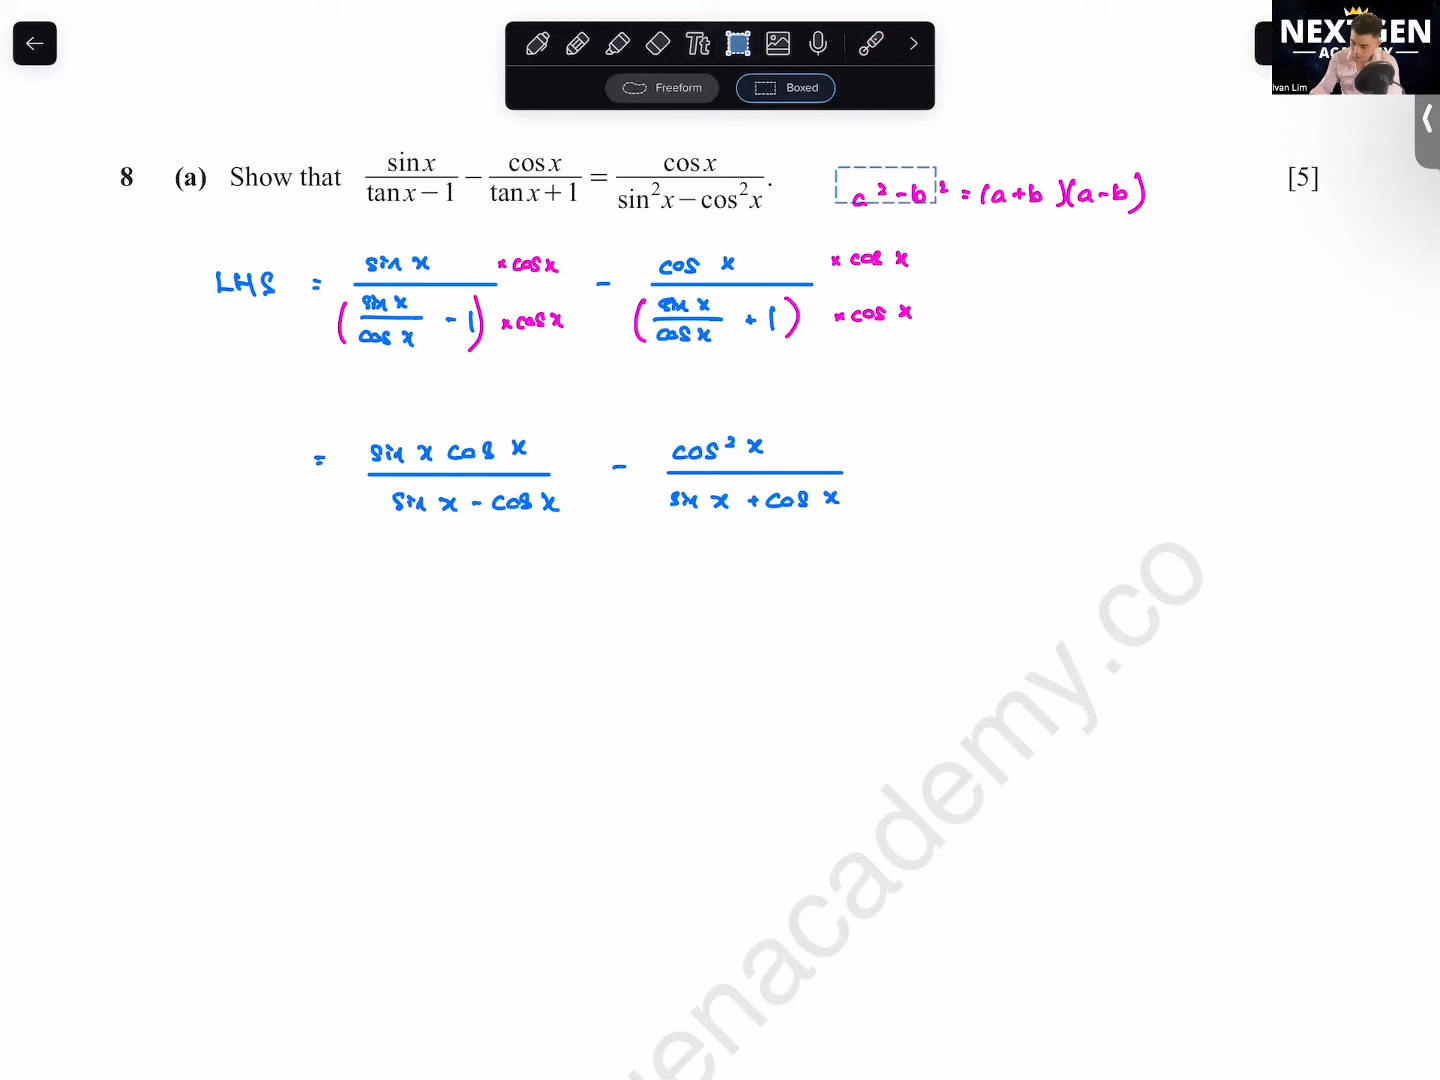 Tt
Freeform
Boxed
NEXTGEN
ACADEMY
Ivan Lim
8 (a) Show that sin x / (tan x − 1) − cos x / (tan x + 1) = cos x / (sin²x − cos²x). [5]
a² - b² = (a+b)(a-b)
LHS = (sin x × cos x) / ((sin x / cos x - 1) × cos x) - (cos x × cos x) / ((sin x / cos x + 1) × cos x)
= (sin x cos x) / (sin x - cos x) - (cos² x) / (sin x + cos x)
enacademy.co